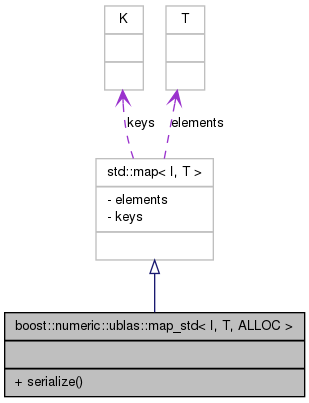 K
T
keys
elements
std::map< I, T >
- elements
- keys
boost::numeric::ublas::map_std< I, T, ALLOC >
+ serialize()